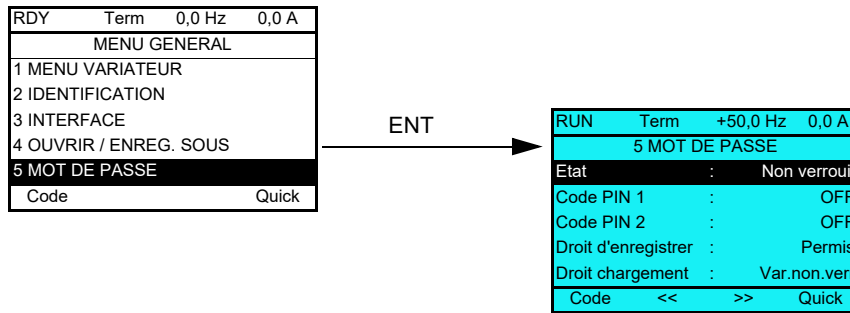 RDY Term 0,0 Hz 0,0 A
MENU GENERAL
1 MENU VARIATEUR
2 IDENTIFICATION
3 INTERFACE
4 OUVRIR / ENREG. SOUS
5 MOT DE PASSE
Code Quick
ENT
RUN Term +50,0 Hz 0,0 A
5 MOT DE PASSE
Etat : Non verroui
Code PIN 1 : OFF
Code PIN 2 : OFF
Droit d'enregistrer : Permis
Droit chargement : Var.non.ver
Code << >> Quick